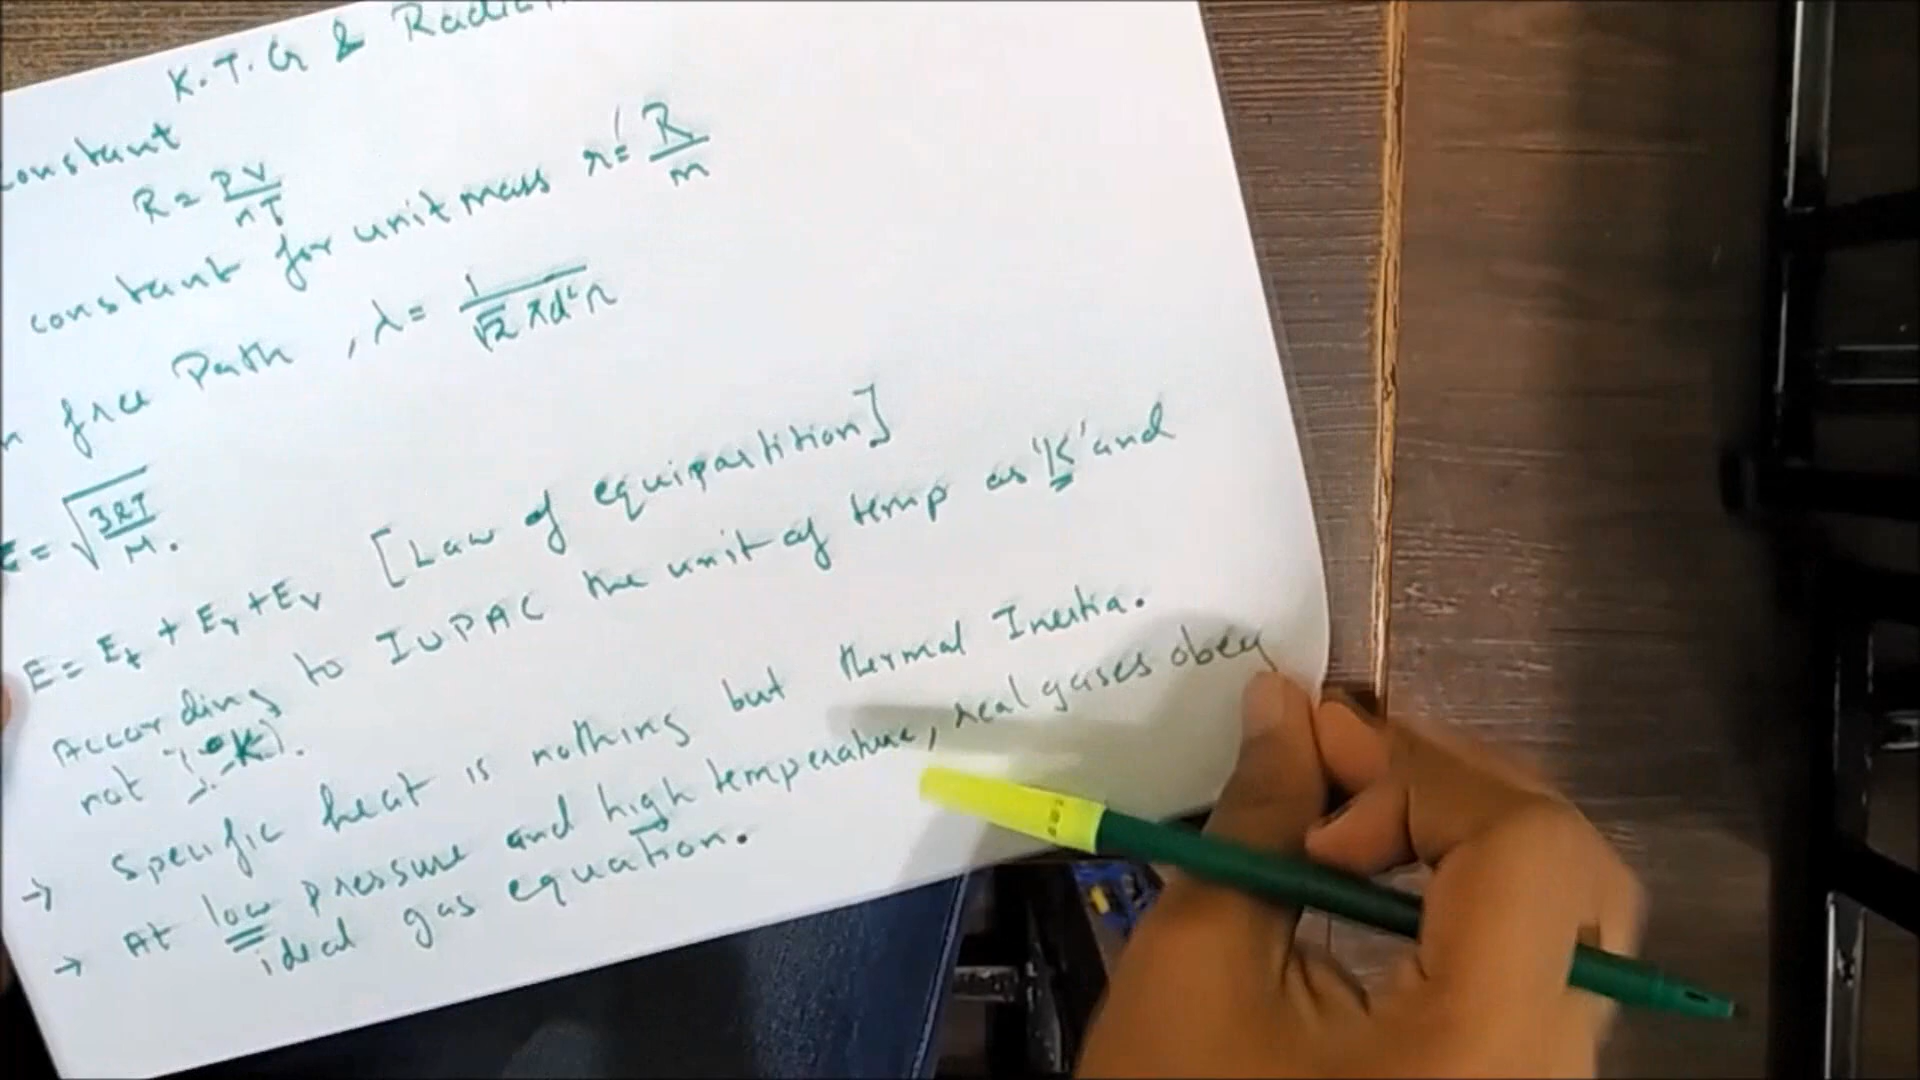 K.T.G & Radia
constant
R = PV/nT
constant for unit mass r = R/m
free Path, λ = 1/√2 πd²n
= √3RT/M.
E = Et + Er + Ev [Law of equipartition]
According to IUPAC the unit of temp as 'K' and
not '°K'.
→ Specific heat is nothing but thermal Inertia.
→ At low pressure and high temperature, real gases obey
ideal gas equation.